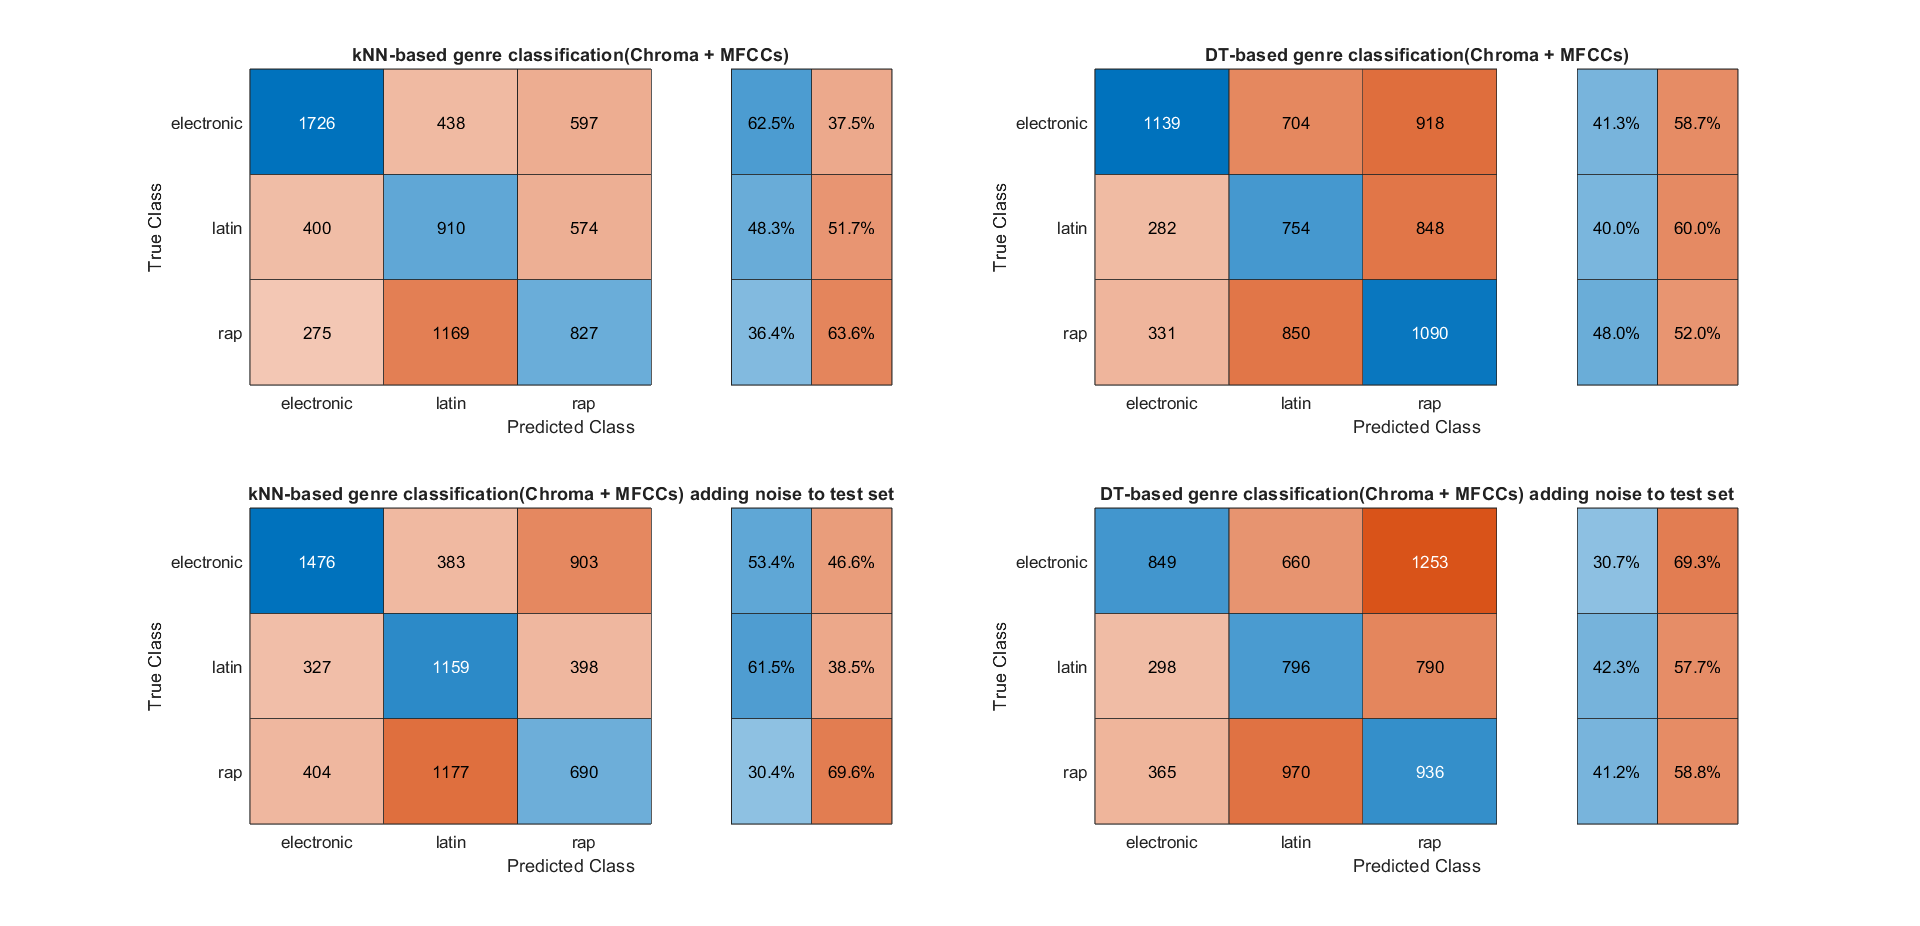 kNN-based genre classification(Chroma + MFCCs)
electronic 1726 438 597 62.5% 37.5%
latin 400 910 574 48.3% 51.7%
rap 275 1169 827 36.4% 63.6%
True Class
electronic latin rap
Predicted Class
DT-based genre classification(Chroma + MFCCs)
electronic 1139 704 918 41.3% 58.7%
latin 282 754 848 40.0% 60.0%
rap 331 850 1090 48.0% 52.0%
True Class
electronic latin rap
Predicted Class
kNN-based genre classification(Chroma + MFCCs) adding noise to test set
electronic 1476 383 903 53.4% 46.6%
latin 327 1159 398 61.5% 38.5%
rap 404 1177 690 30.4% 69.6%
True Class
electronic latin rap
Predicted Class
DT-based genre classification(Chroma + MFCCs) adding noise to test set
electronic 849 660 1253 30.7% 69.3%
latin 298 796 790 42.3% 57.7%
rap 365 970 936 41.2% 58.8%
True Class
electronic latin rap
Predicted Class